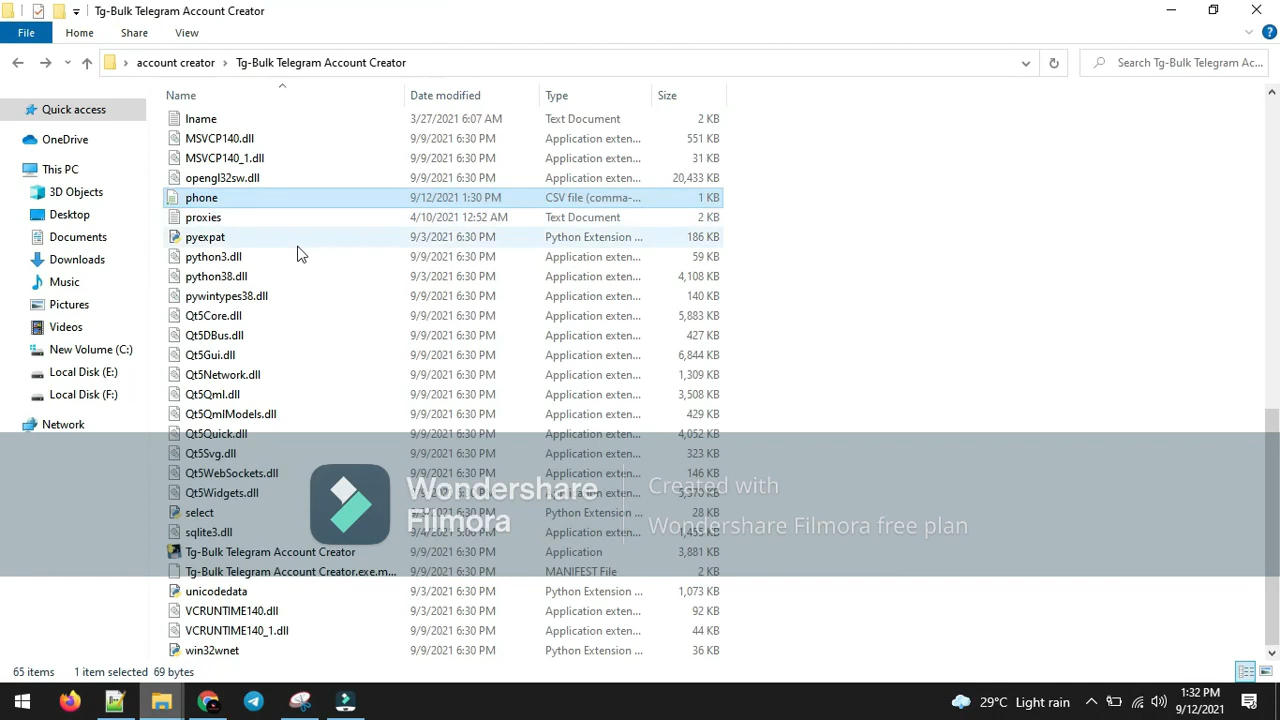 Tg-Bulk Telegram Account Creator
File Home Share View
account creator › Tg-Bulk Telegram Account Creator
Search Tg-Bulk Telegram Ac...
Quick access
OneDrive
This PC
3D Objects
Desktop
Documents
Downloads
Music
Pictures
Videos
New Volume (C:)
Local Disk (E:)
Local Disk (F:)
Network
Name Date modified Type Size
lname 3/27/2021 6:07 AM Text Document 2 KB
MSVCP140.dll 9/9/2021 6:30 PM Application exten... 551 KB
MSVCP140_1.dll 9/9/2021 6:30 PM Application exten... 31 KB
opengl32sw.dll 9/9/2021 6:30 PM Application exten... 20,433 KB
phone 9/12/2021 1:30 PM CSV file (comma-... 1 KB
proxies 4/10/2021 12:52 AM Text Document 2 KB
pyexpat 9/3/2021 6:30 PM Python Extension ... 186 KB
python3.dll 9/9/2021 6:30 PM Application exten... 59 KB
python38.dll 9/3/2021 6:30 PM Application exten... 4,108 KB
pywintypes38.dll 9/9/2021 6:30 PM Application exten... 140 KB
Qt5Core.dll 9/9/2021 6:30 PM Application exten... 5,883 KB
Qt5DBus.dll 9/9/2021 6:30 PM Application exten... 427 KB
Qt5Gui.dll 9/9/2021 6:30 PM Application exten... 6,844 KB
Qt5Network.dll 9/9/2021 6:30 PM Application exten... 1,309 KB
Qt5Qml.dll 9/9/2021 6:30 PM Application exten... 3,508 KB
Qt5QmlModels.dll 9/9/2021 6:30 PM Application exten... 429 KB
Qt5Quick.dll 9/9/2021 6:30 PM Application exten... 4,052 KB
Qt5Svg.dll 9/9/2021 6:30 PM Application exten... 323 KB
Qt5WebSockets.dll 6:30 PM Application exten... 146 KB
Qt5Widgets.dll
select Python Extension ... 28 KB
sqlite3.dll Application exten... 1,455 KB
Tg-Bulk Telegram Account Creator 9/9/2021 6:30 PM Application 3,881 KB
Tg-Bulk Telegram Account Creator.exe.m... 9/9/2021 6:30 PM MANIFEST File 2 KB
unicodedata 9/3/2021 6:30 PM Python Extension ... 1,073 KB
VCRUNTIME140.dll 9/3/2021 6:30 PM Application exten... 92 KB
VCRUNTIME140_1.dll 9/9/2021 6:30 PM Application exten... 44 KB
win32wnet 9/9/2021 6:30 PM Python Extension ... 36 KB
Wondershare
Filmora
Created with
Wondershare Filmora free plan
65 items 1 item selected 69 bytes
29°C Light rain
1:32 PM
9/12/2021